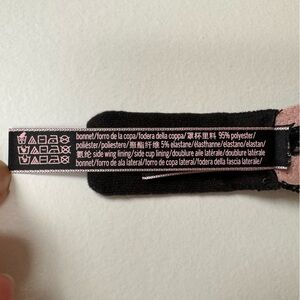 bonnet/forro de la copa/fodera della coppa/罩杯里料 95% polyester/
poliéster/poliestere/聚酯纤维 5% elastane/élasthanne/elastano/elastan/
氨纶 side wing lining/side cup lining/doublure aile latérale/doublure
bonnet/forro de ala lateral/forro de copa lateral/fodera della fascia laterale/